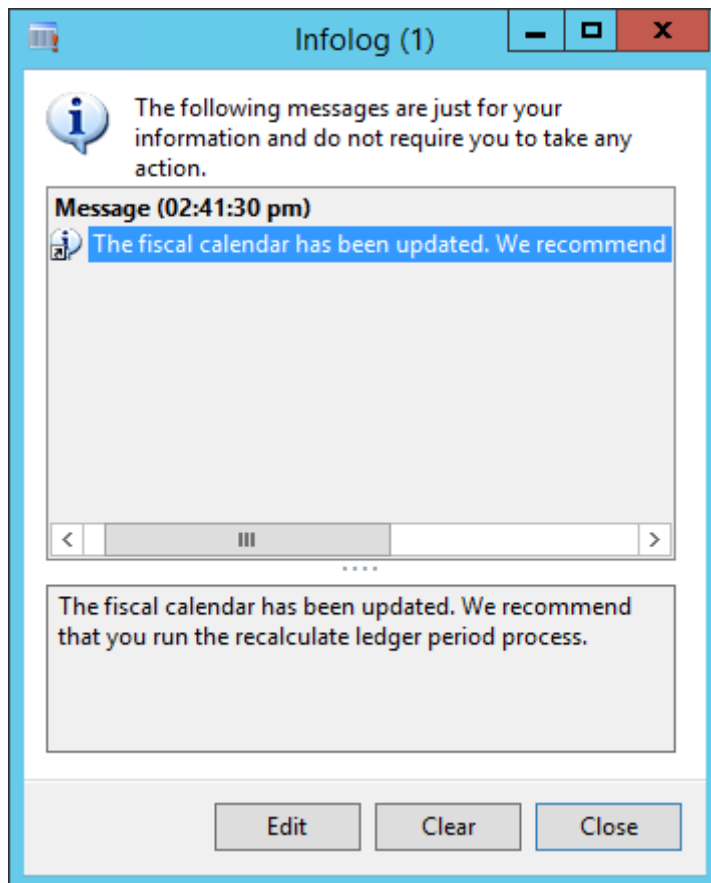 Infolog (1)
The following messages are just for your
information and do not require you to take any
action.
Message (02:41:30 pm)
The fiscal calendar has been updated. We recommend
The fiscal calendar has been updated. We recommend
that you run the recalculate ledger period process.
Edit Clear Close